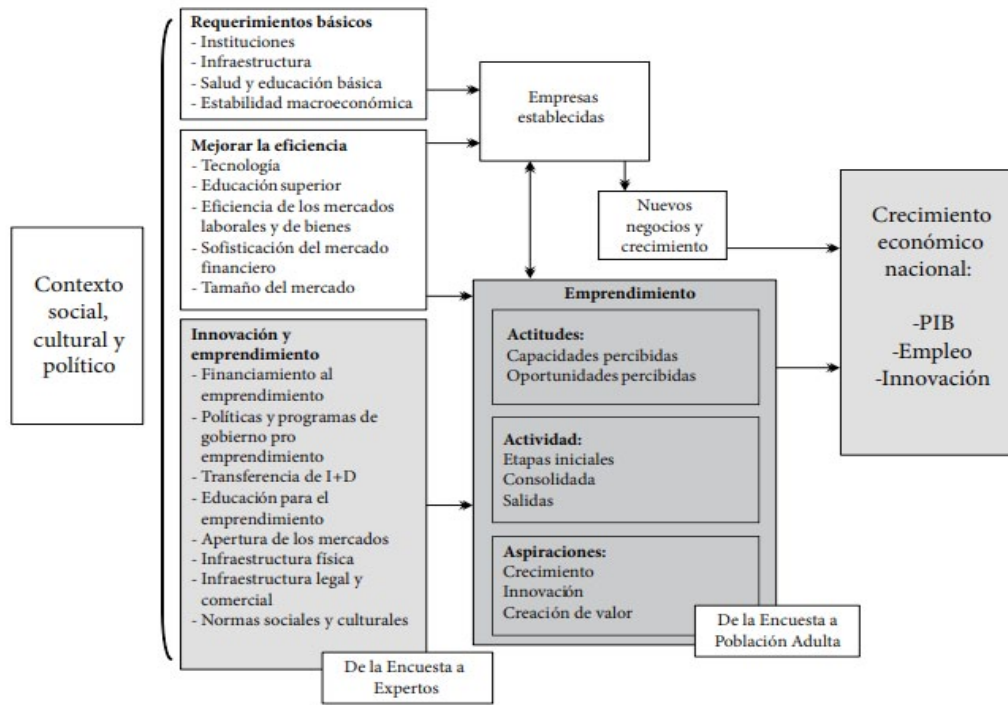 Contexto
social,
cultural y
político
Requerimientos básicos
- Instituciones
- Infraestructura
- Salud y educación básica
- Estabilidad macroeconómica
Mejorar la eficiencia
- Tecnología
- Educación superior
- Eficiencia de los mercados
laborales y de bienes
- Sofisticación del mercado
financiero
- Tamaño del mercado
Innovación y
emprendimiento
- Financiamiento al
emprendimiento
- Políticas y programas de
gobierno pro
emprendimiento
- Transferencia de I+D
- Educación para el
emprendimiento
- Apertura de los mercados
- Infraestructura física
- Infraestructura legal y
comercial
- Normas sociales y culturales
De la Encuesta a
Expertos
Empresas
establecidas
Nuevos
negocios y
crecimiento
Emprendimiento
Actitudes:
Capacidades percibidas
Oportunidades percibidas
Actividad:
Etapas iniciales
Consolidada
Salidas
Aspiraciones:
Crecimiento
Innovación
Creación de valor
De la Encuesta a
Población Adulta
Crecimiento
económico
nacional:
-PIB
-Empleo
-Innovación